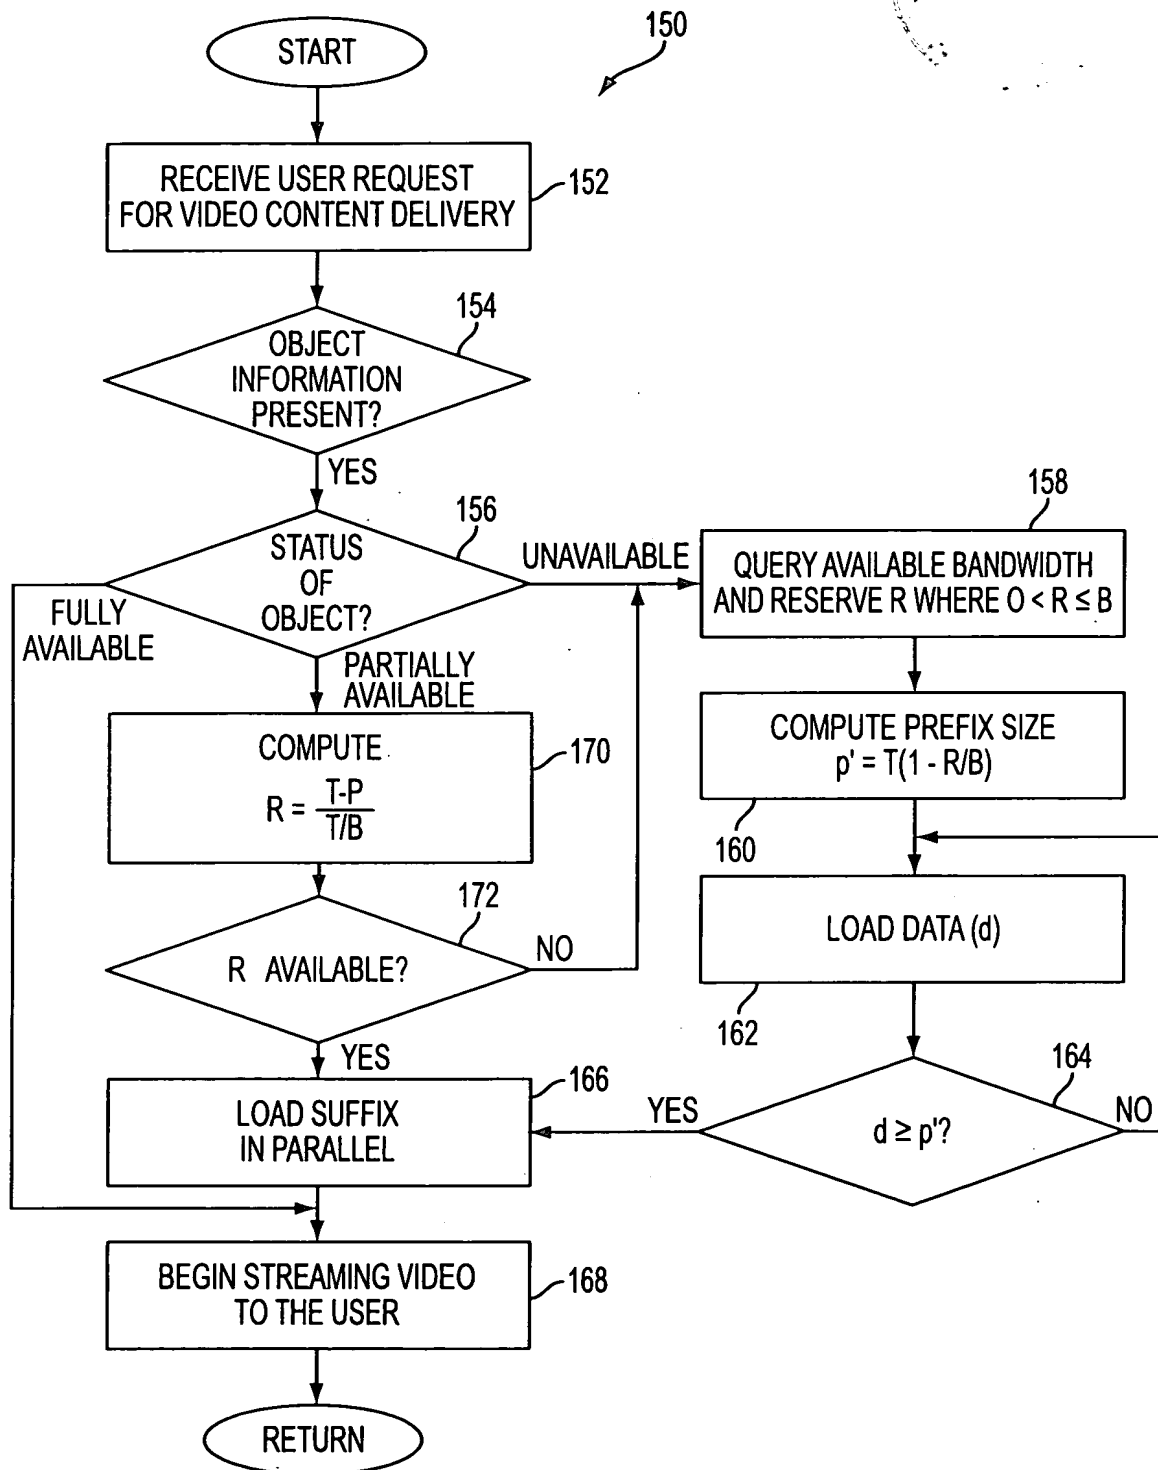 START
150
RECEIVE USER REQUEST
FOR VIDEO CONTENT DELIVERY
152
154
OBJECT
INFORMATION
PRESENT?
YES
156
STATUS
OF
OBJECT?
UNAVAILABLE
FULLY
AVAILABLE
PARTIALLY
AVAILABLE
158
QUERY AVAILABLE BANDWIDTH
AND RESERVE R WHERE O < R ≤ B
COMPUTE
R = T-P
T/B
170
COMPUTE PREFIX SIZE
p' = T(1 - R/B)
160
172
R AVAILABLE?
NO
YES
LOAD DATA (d)
162
164
d ≥ p'?
YES
NO
166
LOAD SUFFIX
IN PARALLEL
BEGIN STREAMING VIDEO
TO THE USER
168
RETURN